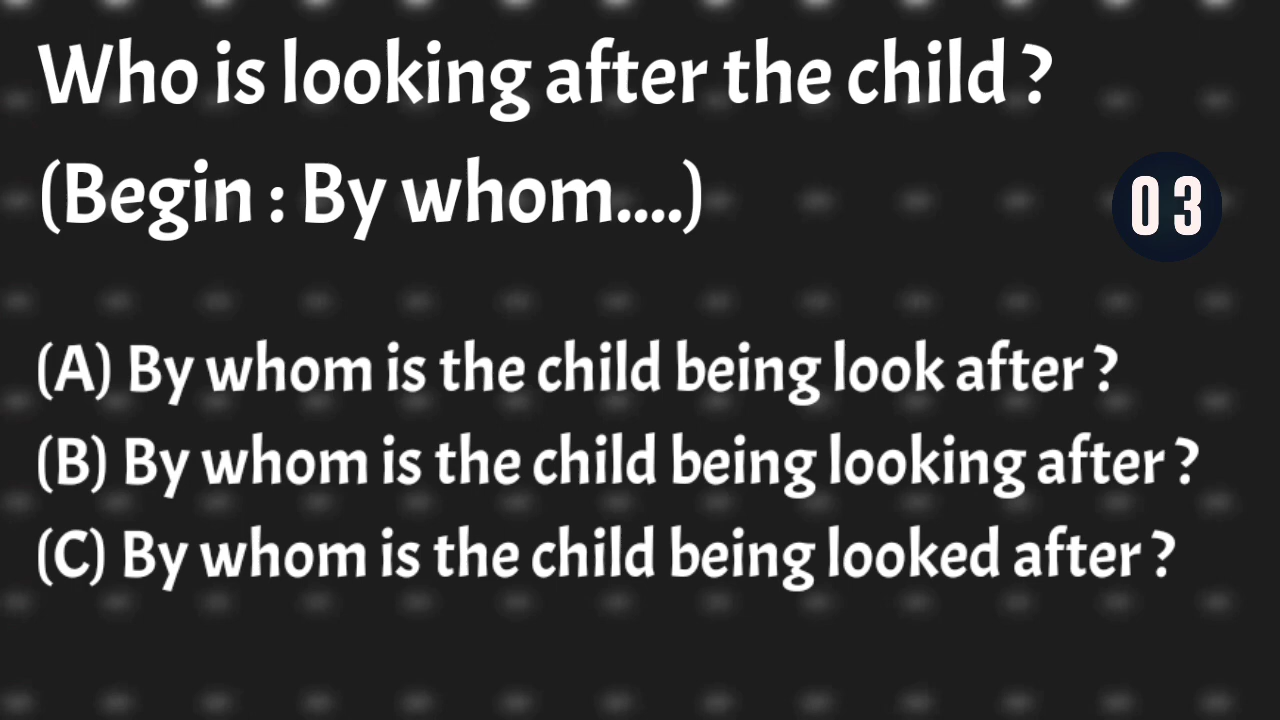 Who is looking after the child ?
(Begin : By whom....)
03
(A) By whom is the child being look after ?
(B) By whom is the child being looking after ?
(C) By whom is the child being looked after ?